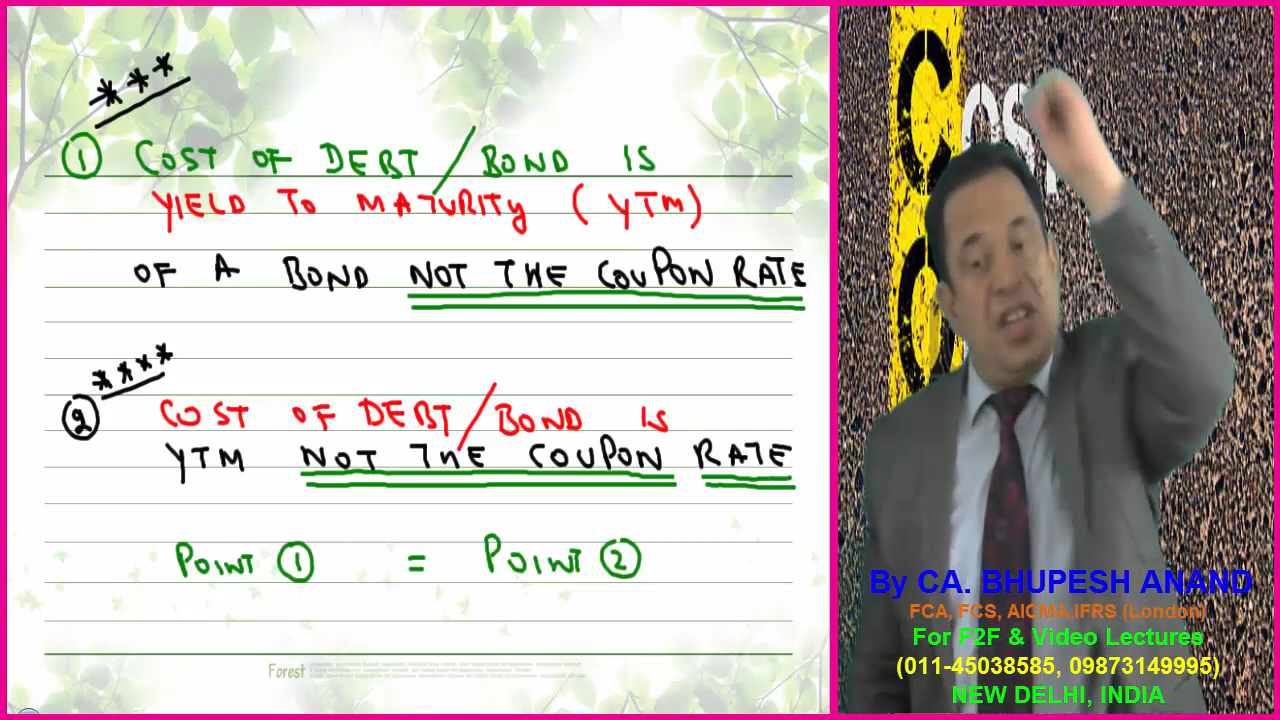 ***
① COST OF DEBT / BOND IS
YIELD TO MATURITY (YTM)
OF A BOND NOT THE COUPON RATE
****
② COST OF DEBT / BOND IS
YTM NOT THE COUPON RATE
POINT ① = POINT ②
Forest
By CA. BHUPESH ANAND
FCA, FCS, AICMA,IFRS (London)
For F2F & Video Lectures
(011-45038585, 09873149995)
NEW DELHI, INDIA